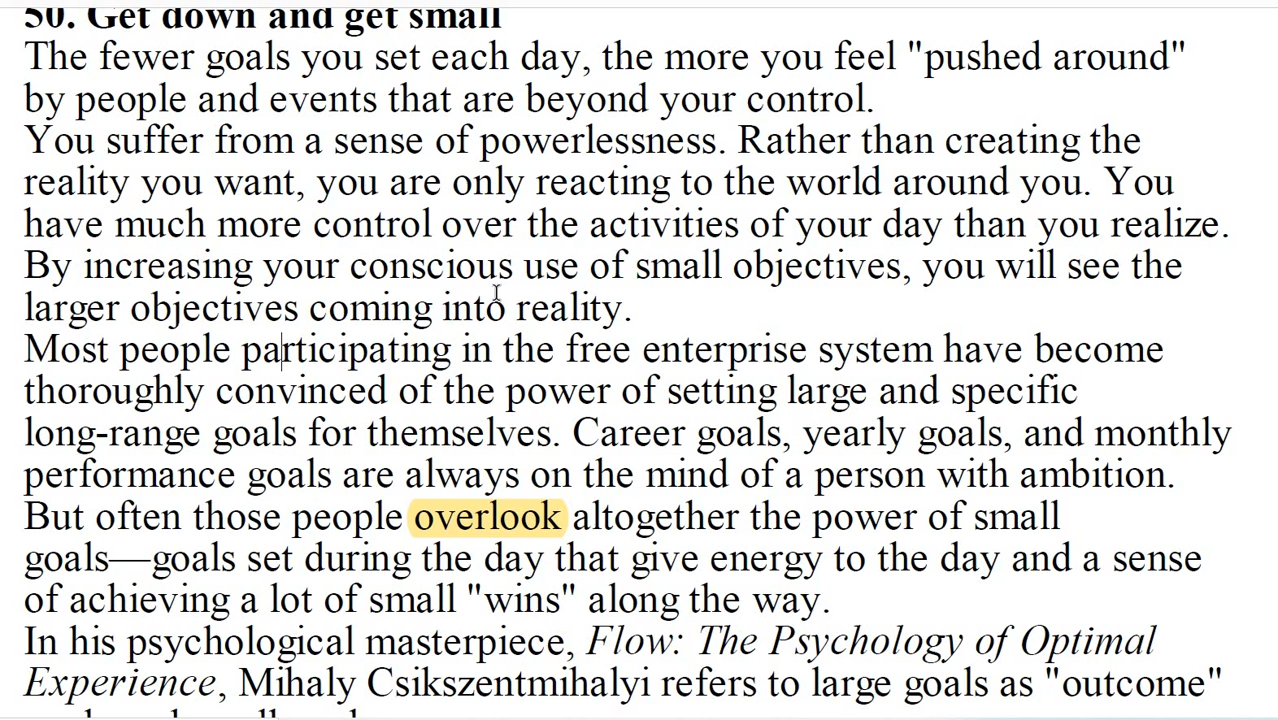 50. Get down and get small
The fewer goals you set each day, the more you feel "pushed around"
by people and events that are beyond your control.
You suffer from a sense of powerlessness. Rather than creating the
reality you want, you are only reacting to the world around you. You
have much more control over the activities of your day than you realize.
By increasing your conscious use of small objectives, you will see the
larger objectives coming into reality.
Most people participating in the free enterprise system have become
thoroughly convinced of the power of setting large and specific
long-range goals for themselves. Career goals, yearly goals, and monthly
performance goals are always on the mind of a person with ambition.
But often those people overlook altogether the power of small
goals—goals set during the day that give energy to the day and a sense
of achieving a lot of small "wins" along the way.
In his psychological masterpiece, Flow: The Psychology of Optimal
Experience, Mihaly Csikszentmihalyi refers to large goals as "outcome"